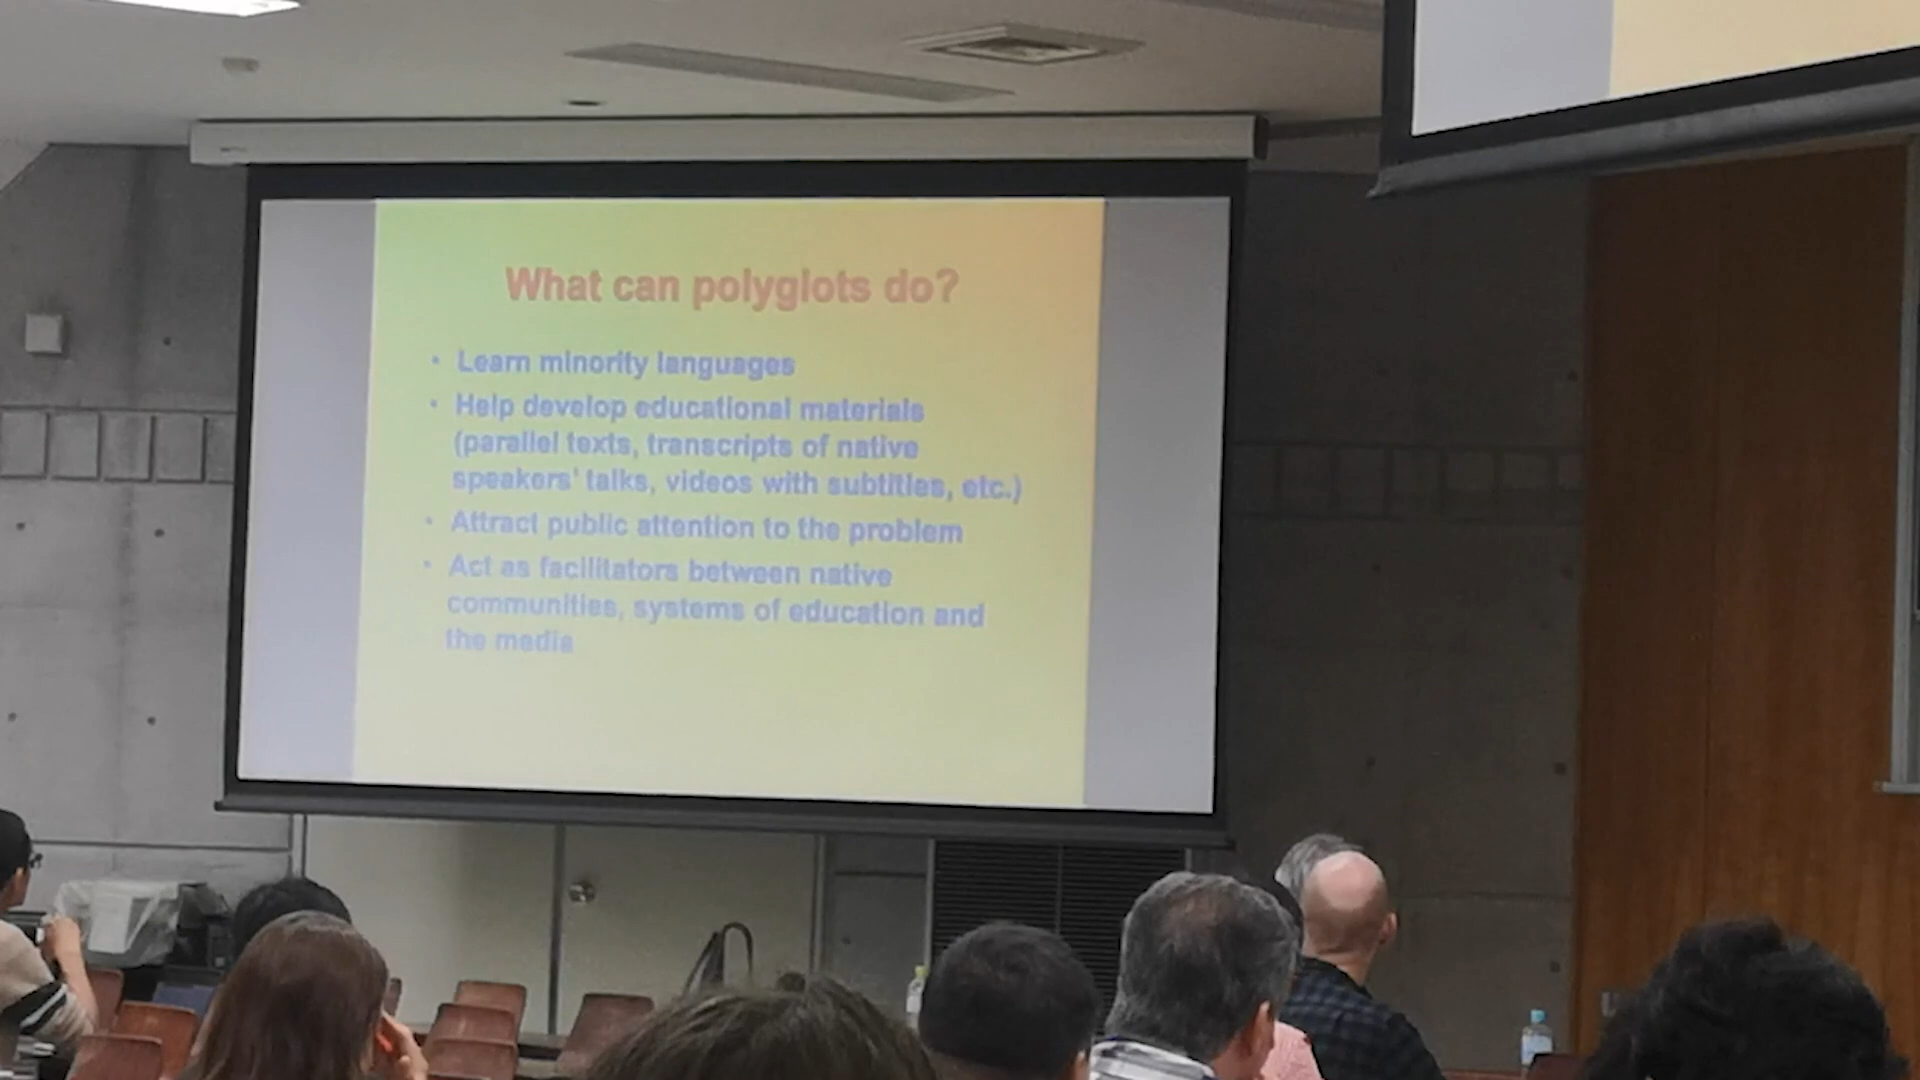 What can polyglots do?
• Learn minority languages
• Help develop educational materials
(parallel texts, transcripts of native
speakers' talks, videos with subtitles, etc.)
• Attract public attention to the problem
• Act as facilitators between native
communities, systems of education and
the media